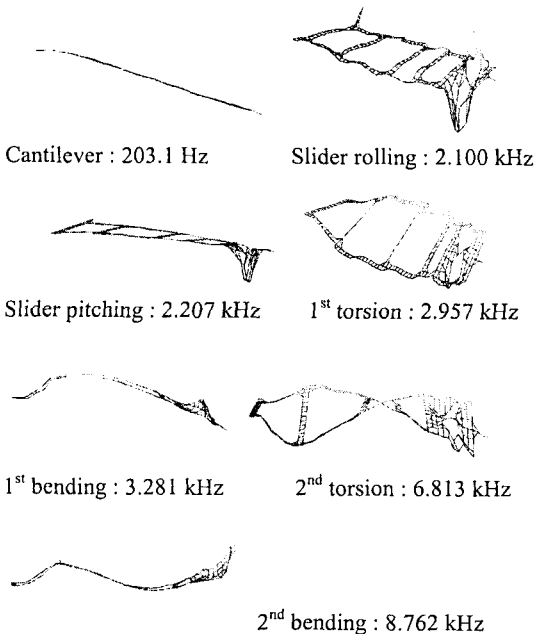 Cantilever : 203.1 Hz
Slider rolling : 2.100 kHz
Slider pitching : 2.207 kHz
1st torsion : 2.957 kHz
1st bending : 3.281 kHz
2nd torsion : 6.813 kHz
2nd bending : 8.762 kHz